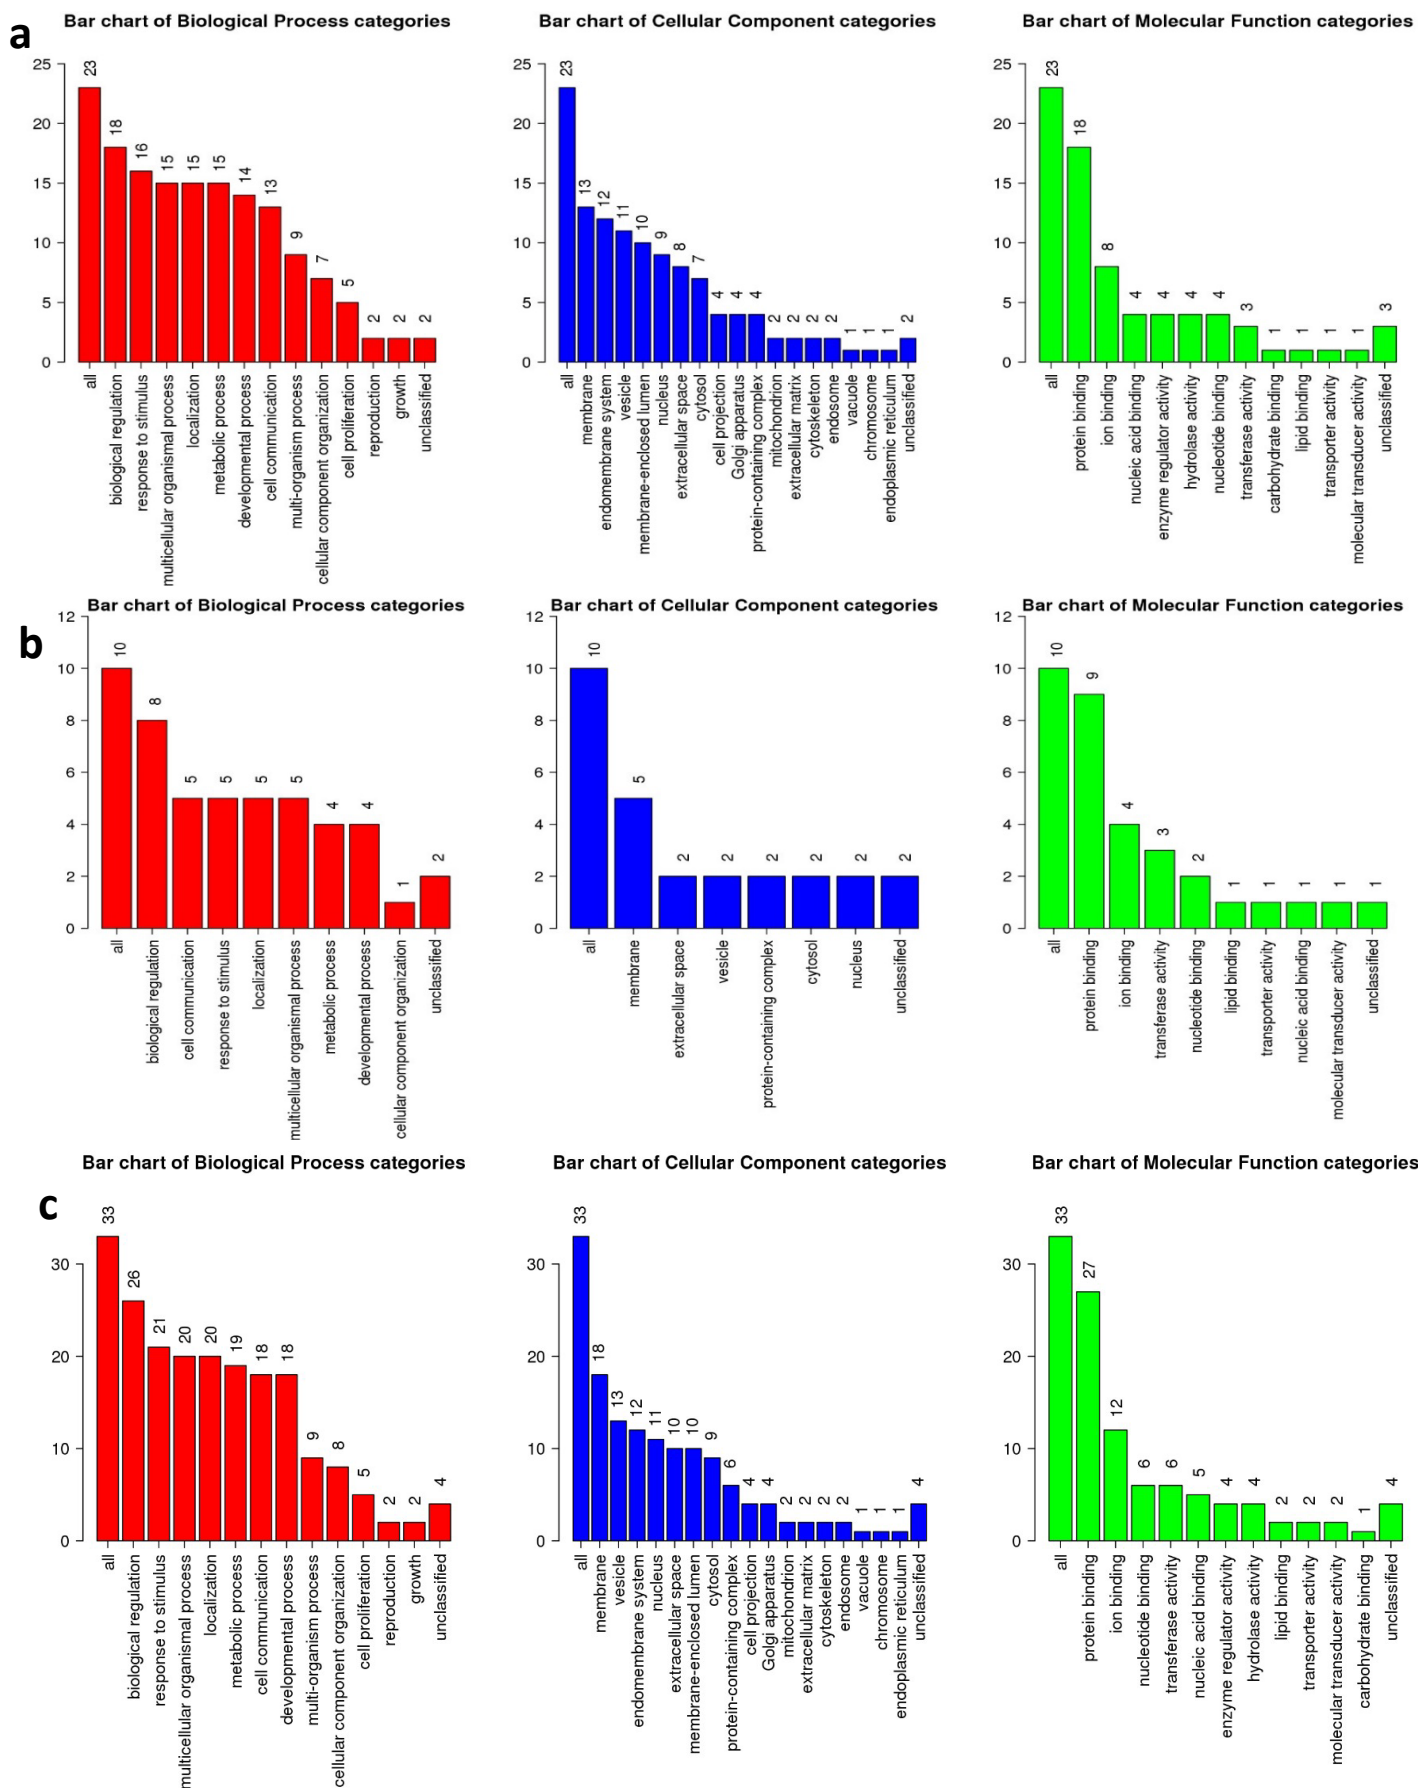 a
Bar chart of Biological Process categories
25
20
15
10
5
0
23
18
16
15
15
15
14
13
9
7
5
2
2
2
all
biological regulation
response to stimulus
multicellular organismal process
localization
metabolic process
developmental process
cell communication
multi-organism process
cellular component organization
cell proliferation
reproduction
growth
unclassified
Bar chart of Cellular Component categories
25
20
15
10
5
0
23
13
12
11
10
9
8
7
4
4
4
2
2
2
2
1
1
1
2
all
membrane
endomembrane system
vesicle
membrane-enclosed lumen
nucleus
extracellular space
cytosol
cell projection
Golgi apparatus
protein-containing complex
mitochondrion
extracellular matrix
cytoskeleton
endosome
vacuole
chromosome
endoplasmic reticulum
unclassified
Bar chart of Molecular Function categories
25
20
15
10
5
0
23
18
8
4
4
4
4
3
1
1
1
1
3
all
protein binding
ion binding
nucleic acid binding
enzyme regulator activity
hydrolase activity
nucleotide binding
transferase activity
carbohydrate binding
lipid binding
transporter activity
molecular transducer activity
unclassified
b
Bar chart of Biological Process categories
12
10
8
6
4
2
0
10
8
5
5
5
5
4
4
1
2
all
biological regulation
cell communication
response to stimulus
localization
multicellular organismal process
metabolic process
developmental process
cellular component organization
unclassified
Bar chart of Cellular Component categories
12
10
8
6
4
2
0
10
5
2
2
2
2
2
2
all
membrane
extracellular space
vesicle
protein-containing complex
cytosol
nucleus
unclassified
Bar chart of Molecular Function categories
12
10
8
6
4
2
0
10
9
4
3
2
1
1
1
1
1
all
protein binding
ion binding
transferase activity
nucleotide binding
lipid binding
transporter activity
nucleic acid binding
molecular transducer activity
unclassified
c
Bar chart of Biological Process categories
30
20
10
0
33
26
21
20
20
19
18
18
9
8
5
2
2
4
all
biological regulation
response to stimulus
multicellular organismal process
localization
metabolic process
cell communication
developmental process
multi-organism process
cellular component organization
cell proliferation
reproduction
growth
unclassified
Bar chart of Cellular Component categories
30
20
10
0
33
18
13
12
11
10
10
9
6
4
4
2
2
2
2
1
1
1
4
all
membrane
vesicle
endomembrane system
nucleus
extracellular space
membrane-enclosed lumen
cytosol
protein-containing complex
cell projection
Golgi apparatus
mitochondrion
extracellular matrix
cytoskeleton
endosome
vacuole
chromosome
endoplasmic reticulum
unclassified
Bar chart of Molecular Function categories
30
20
10
0
33
27
12
6
6
5
4
4
2
2
2
1
4
all
protein binding
ion binding
nucleotide binding
transferase activity
nucleic acid binding
enzyme regulator activity
hydrolase activity
lipid binding
transporter activity
molecular transducer activity
carbohydrate binding
unclassified